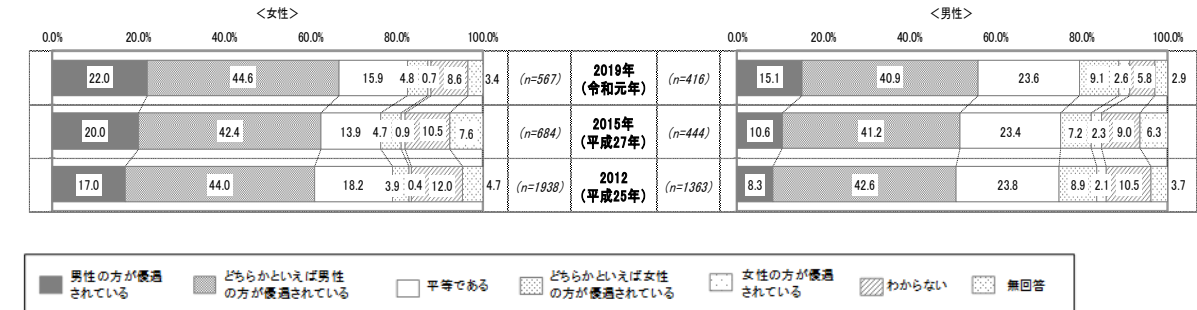 ＜女性＞ ＜男性＞
0.0% 20.0% 40.0% 60.0% 80.0% 100.0% 0.0% 20.0% 40.0% 60.0% 80.0% 100.0%
22.0 44.6 15.9 4.8 0.7 8.6 3.4 (n=567) 2019年 (n=416) 15.1 40.9 23.6 9.1 2.6 5.8 2.9
(令和元年)
20.0 42.4 13.9 4.7 0.9 10.5 7.6 (n=684) 2015年 (n=444) 10.6 41.2 23.4 7.2 2.3 9.0 6.3
(平成27年)
17.0 44.0 18.2 3.9 0.4 12.0 4.7 (n=1938) 2012 (n=1363) 8.3 42.6 23.8 8.9 2.1 10.5 3.7
(平成25年)
男性の方が優遇
されている
どちらかといえば男性
の方が優遇されている
平等である
どちらかといえば女性
の方が優遇されている
女性の方が優遇
されている
わからない
無回答